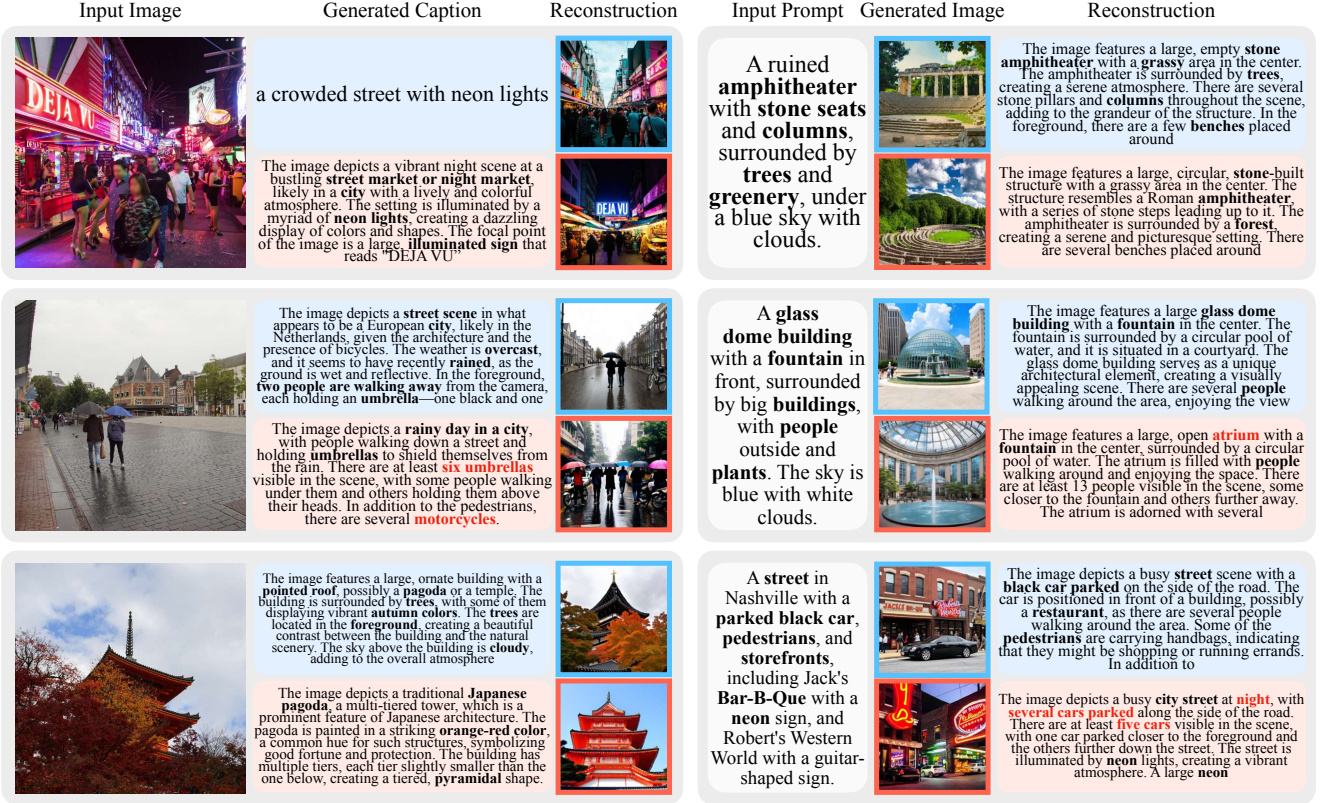 Input Image
Generated Caption
Reconstruction
Input Prompt
Generated Image
Reconstruction
DEJA VU
a crowded street with neon lights
The image depicts a vibrant night scene at a
bustling street market or night market,
likely in a city with a lively and colorful
atmosphere. The setting is illuminated by a
myriad of neon lights, creating a dazzling
display of colors and shapes. The focal point
of the image is a large, illuminated sign that
reads "DEJA VU"
DEJA VU
A ruined
amphitheater
with stone seats
and columns,
surrounded by
trees and
greenery, under
a blue sky with
clouds.
The image features a large, empty stone
amphitheater with a grassy area in the center.
The amphitheater is surrounded by trees,
creating a serene atmosphere. There are several
stone pillars and columns throughout the scene,
adding to the grandeur of the structure. In the
foreground, there are a few benches placed
around
The image features a large, circular, stone-built
structure with a grassy area in the center. The
structure resembles a Roman amphitheater,
with a series of stone steps leading up to it. The
amphitheater is surrounded by a forest,
creating a serene and picturesque setting. There
are several benches placed around
The image depicts a street scene in what
appears to be a European city, likely in the
Netherlands, given the architecture and the
presence of bicycles. The weather is overcast,
and it seems to have recently rained, as the
ground is wet and reflective. In the foreground,
two people are walking away from the camera,
each holding an umbrella—one black and one
The image depicts a rainy day in a city,
with people walking down a street and
holding umbrellas to shield themselves from
the rain. There are at least six umbrellas
visible in the scene, with some people walking
under them and others holding them above
their heads. In addition to the pedestrians,
there are several motorcycles.
A glass
dome building
with a fountain in
front, surrounded
by big buildings,
with people
outside and
plants. The sky is
blue with white
clouds.
The image features a large glass dome
building with a fountain in the center. The
fountain is surrounded by a circular pool of
water, and it is situated in a courtyard. The
glass dome building serves as a unique
architectural element, creating a visually
appealing scene. There are several people
walking around the area, enjoying the view
The image features a large, open atrium with a
fountain in the center, surrounded by a circular
pool of water. The atrium is filled with people
walking around and enjoying the space. There
are at least 13 people visible in the scene, some
closer to the fountain and others further away.
The atrium is adorned with several
The image features a large, ornate building with a
pointed roof, possibly a pagoda or a temple. The
building is surrounded by trees, with some of them
displaying vibrant autumn colors. The trees are
located in the foreground, creating a beautiful
contrast between the building and the natural
scenery. The sky above the building is cloudy,
adding to the overall atmosphere
The image depicts a traditional Japanese
pagoda, a multi-tiered tower, which is a
prominent feature of Japanese architecture. The
pagoda is painted in a striking orange-red color,
a common hue for such structures, symbolizing
good fortune and protection. The building has
multiple tiers, each tier slightly smaller than the
one below, creating a tiered, pyramidal shape.
A street in
Nashville with a
parked black car,
pedestrians, and
storefronts,
including Jack's
Bar-B-Que with a
neon sign, and
Robert's Western
World with a guitar-
shaped sign.
The image depicts a busy street scene with a
black car parked on the side of the road. The
car is positioned in front of a building, possibly
a restaurant, as there are several people
walking around the area. Some of the
pedestrians are carrying handbags, indicating
that they might be shopping or running errands.
In addition to
The image depicts a busy city street at night, with
several cars parked along the side of the road.
There are at least five cars visible in the scene,
with one car parked closer to the foreground and
the others further down the street. The street is
illuminated by neon lights, creating a vibrant
atmosphere. A large neon